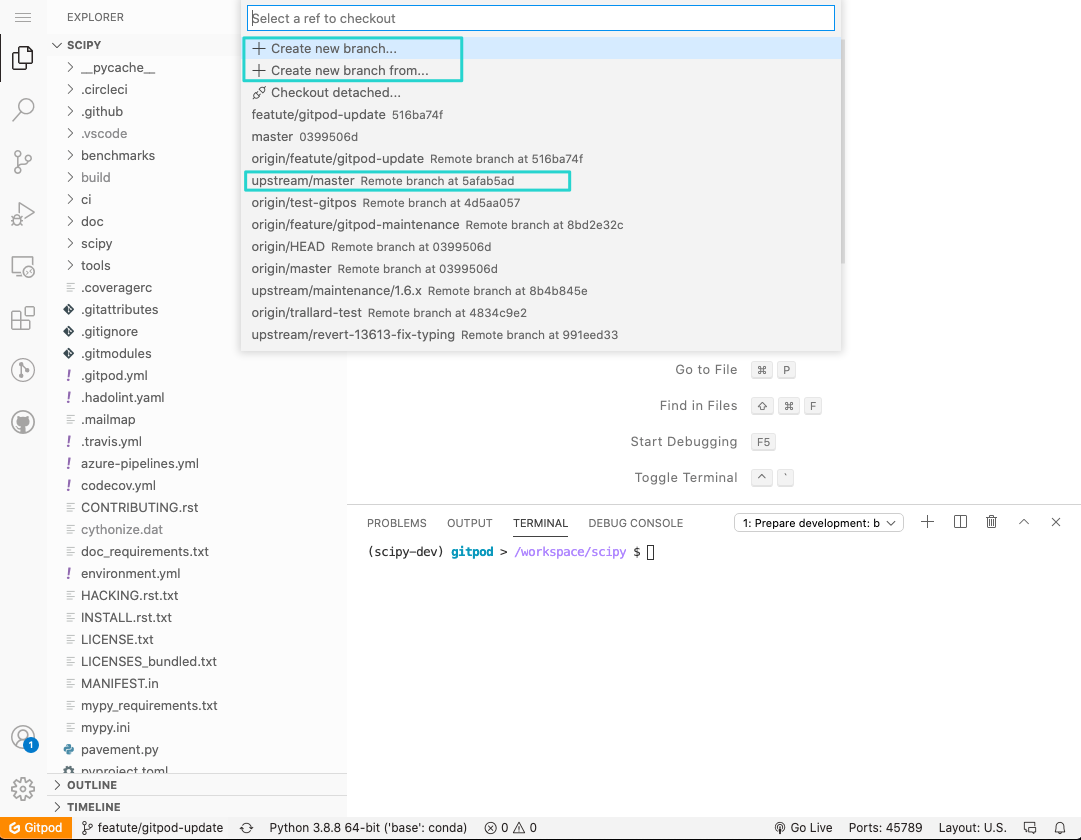 EXPLORER
SCIPY
__pycache__
.circleci
.github
.vscode
benchmarks
build
ci
doc
scipy
tools
.coveragerc
.gitattributes
.gitignore
.gitmodules
.gitpod.yml
.hadolint.yaml
.mailmap
.travis.yml
azure-pipelines.yml
codecov.yml
CONTRIBUTING.rst
cythonize.dat
doc_requirements.txt
environment.yml
HACKING.rst.txt
INSTALL.rst.txt
LICENSE.txt
LICENSES_bundled.txt
MANIFEST.in
mypy_requirements.txt
mypy.ini
pavement.py
pyproject.toml
OUTLINE
TIMELINE
1
Select a ref to checkout
Create new branch...
Create new branch from...
Checkout detached...
featute/gitpod-update 516ba74f
master 0399506d
origin/featute/gitpod-update Remote branch at 516ba74f
upstream/master Remote branch at 5afab5ad
origin/test-gitpos Remote branch at 4d5aa057
origin/feature/gitpod-maintenance Remote branch at 8bd2e32c
origin/HEAD Remote branch at 0399506d
origin/master Remote branch at 0399506d
upstream/maintenance/1.6.x Remote branch at 8b4b845e
origin/trallard-test Remote branch at 4834c9e2
upstream/revert-13613-fix-typing Remote branch at 991eed33
Go to File ⌘ P
Find in Files ⇧ ⌘ F
Start Debugging F5
Toggle Terminal ^ `
PROBLEMS OUTPUT TERMINAL DEBUG CONSOLE 1: Prepare development: b
(scipy-dev) gitpod > /workspace/scipy $
Gitpod featute/gitpod-update Python 3.8.8 64-bit ('base': conda) 0 0 Go Live Ports: 45789 Layout: U.S.